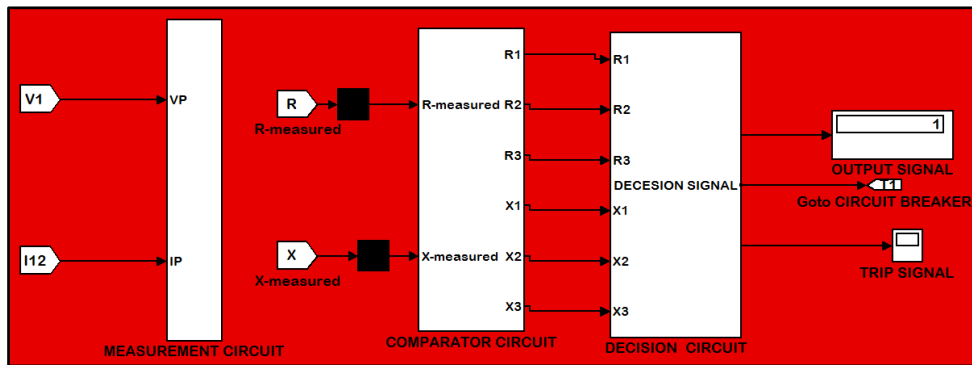 V1
VP
I12
IP
MEASUREMENT CIRCUIT
R
R-measured
X
X-measured
R-measured
X-measured
R1
R2
R3
X1
X2
X3
COMPARATOR CIRCUIT
R1
R2
R3
DECESION SIGNAL
X1
X2
X3
DECISION CIRCUIT
1
OUTPUT SIGNAL
T1
Goto CIRCUIT BREAKER
TRIP SIGNAL